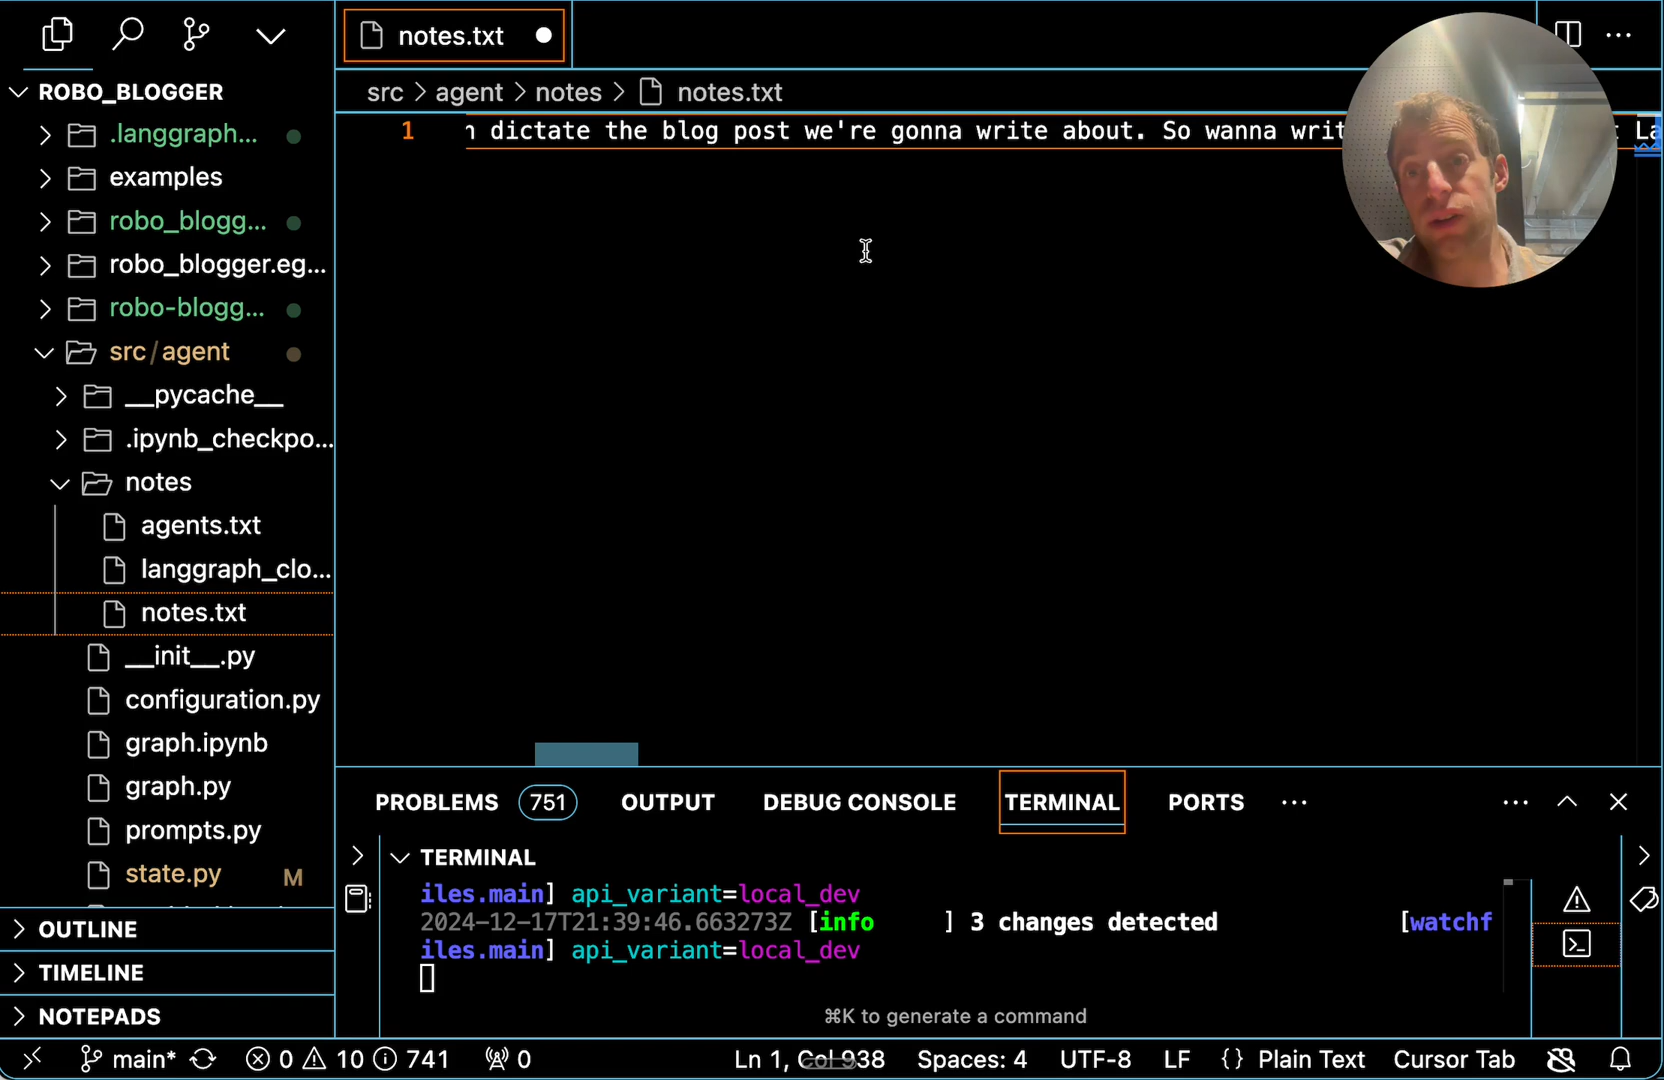 notes.txt
ROBO_BLOGGER
src > agent > notes > notes.txt
.langgraph...
1 dictate the blog post we're gonna write about. So wanna
examples
robo_blogg...
robo_blogger.eg...
robo-blogg...
src/agent
__pycache__
.ipynb_checkpo...
notes
agents.txt
langgraph_clo...
notes.txt
__init__.py
configuration.py
graph.ipynb
graph.py
prompts.py
state.py M
PROBLEMS 751 OUTPUT DEBUG CONSOLE TERMINAL PORTS ...
TERMINAL
iles.main] api_variant=local_dev
2024-12-17T21:39:46.663273Z [info ] 3 changes detected [watchf
iles.main] api_variant=local_dev
⌘K to generate a command
OUTLINE
TIMELINE
NOTEPADS
main* 0 10 741 0 Ln 1, Col 938 Spaces: 4 UTF-8 LF {} Plain Text Cursor Tab